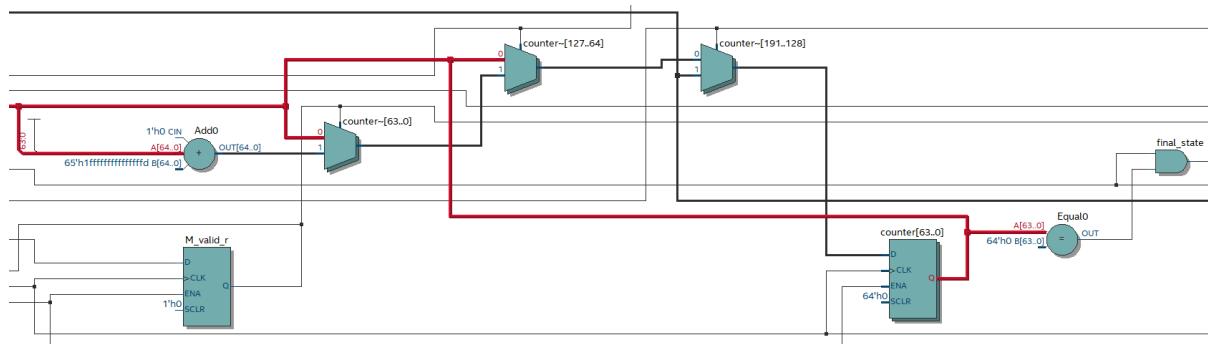 counter~[127..64]
0
1
counter~[191..128]
0
1
counter~[63..0]
0
1
63:0
Add0
1'h0 CIN
A[64..0]
OUT[64..0]
+
65'h1fffffffffffffffd B[64..0]
final_state
M_valid_r
D
>CLK
ENA
1'h0
SCLR
Q
counter[63..0]
D
>CLK
ENA
64'h0
SCLR
Q
Equal0
A[63..0]
OUT
=
64'h0 B[63..0]